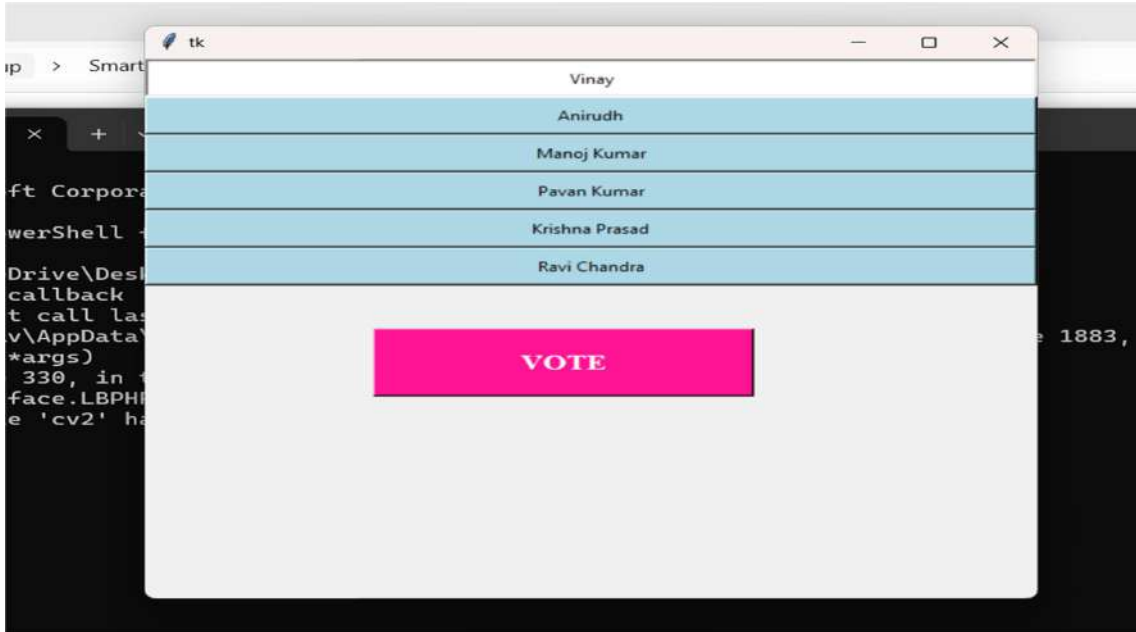 tk
up > Smart
Vinay
Anirudh
Manoj Kumar
Pavan Kumar
Krishna Prasad
Ravi Chandra
VOTE
ft Corpora
werShell
Drive\Desk
callback
t call las
v\AppData\
1883,
*args)
330, in
face.LBPH
e 'cv2' ha